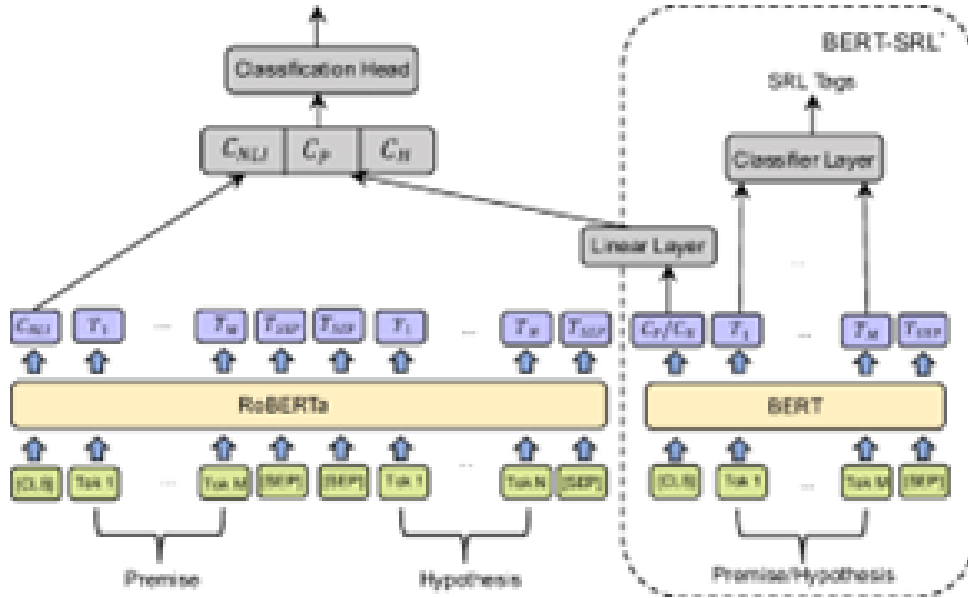 BERT-SRL*
Classfication Head
SRL Tags
C_NLI C_P C_H
Classifier Layer
Linear Layer
C_NLI T_1 ... T_M T_SEP T_SEP T_1 ... T_N T_SEP
C_P/C_H T_1 ... T_M T_SEP
RoBERTa
BERT
[CLS] Tok 1 ... Tok M [SEP] [SEP] Tok 1 ... Tok N [SEP]
[CLS] Tok 1 ... Tok M [SEP]
Premise
Hypothesis
Premise/Hypothesis